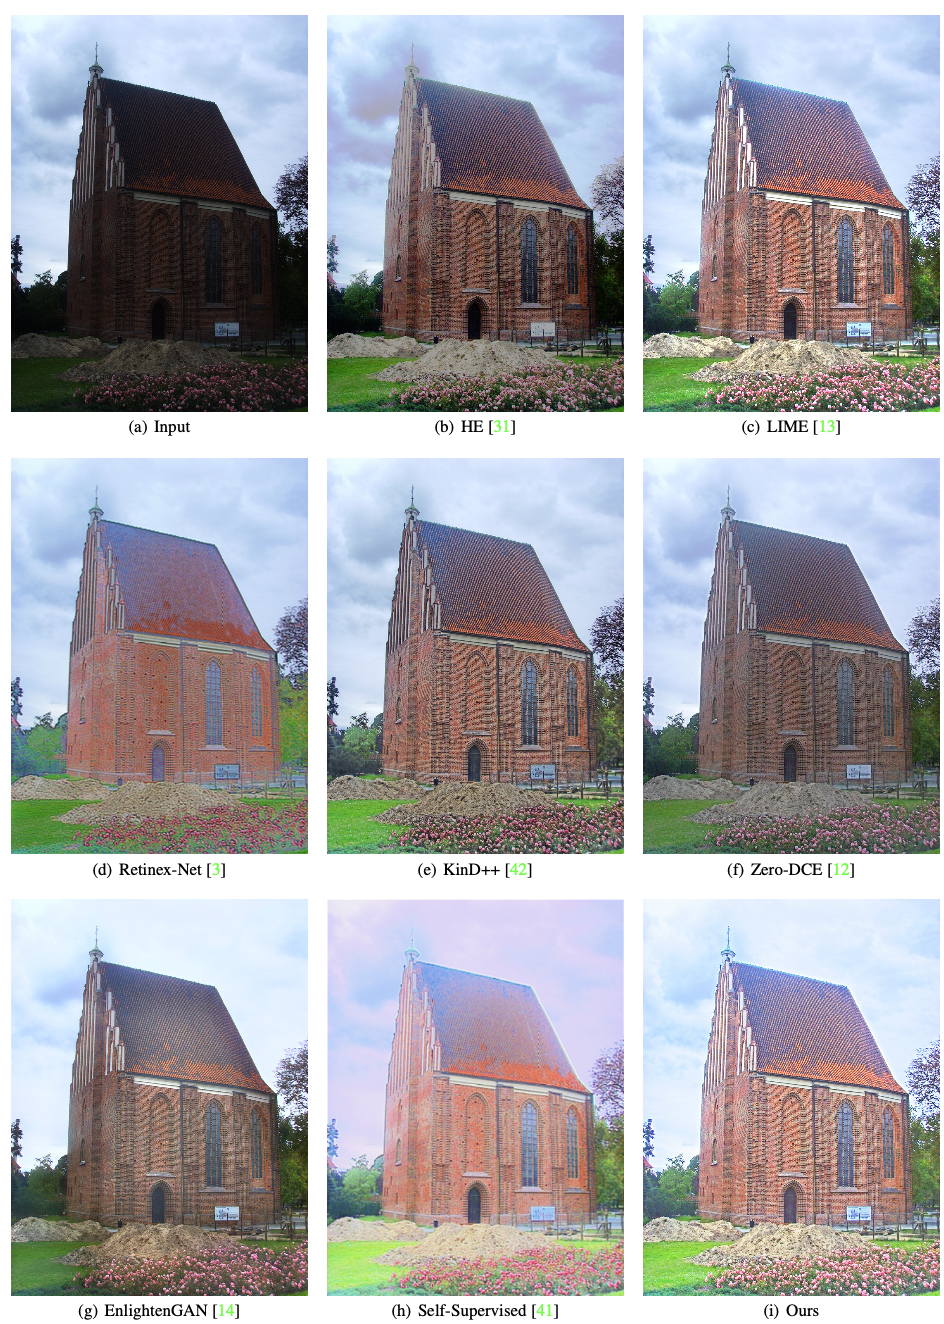 (a) Input
(b) HE [31]
(c) LIME [13]
(d) Retinex-Net [3]
(e) KinD++ [42]
(f) Zero-DCE [12]
(g) EnlightenGAN [14]
(h) Self-Supervised [41]
(i) Ours